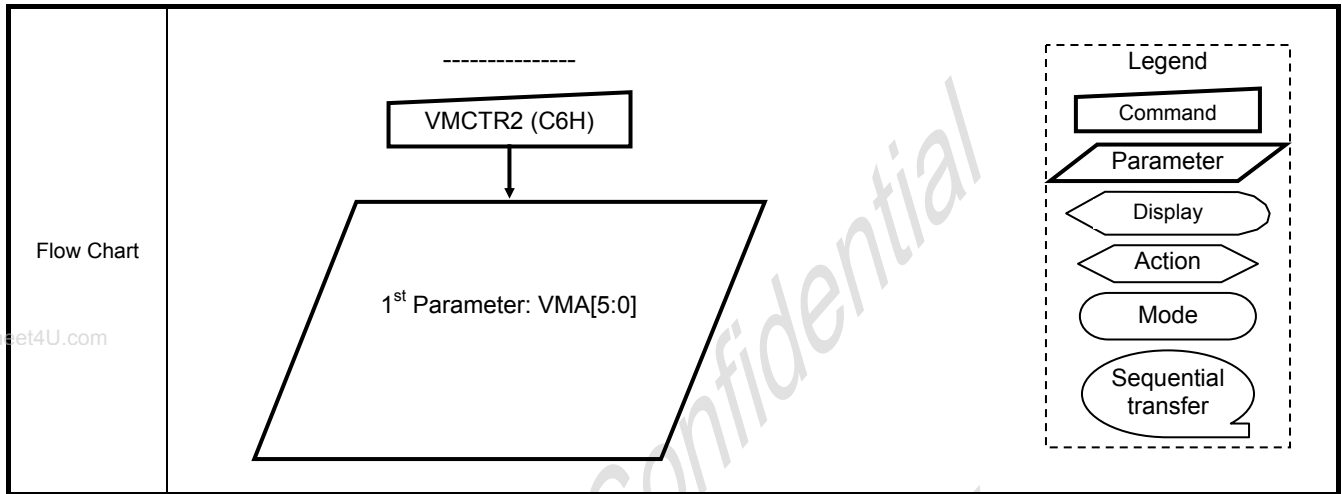 Flow Chart
---------------
VMCTR2 (C6H)
1st Parameter: VMA[5:0]
Legend
Command
Parameter
Display
Action
Mode
Sequential
transfer
eet4U.com
Confidential